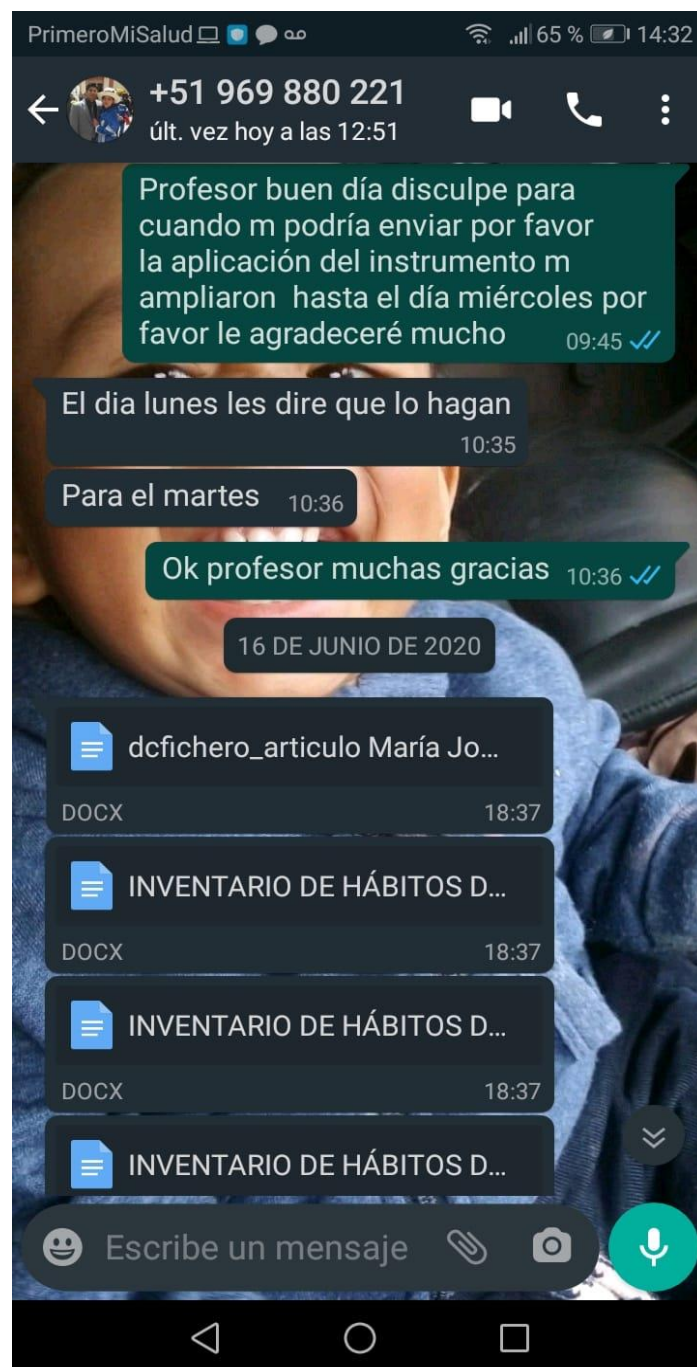 PrimeroMiSalud 65 % 14:32
+51 969 880 221
últ. vez hoy a las 12:51
Profesor buen día disculpe para
cuando m podría enviar por favor
la aplicación del instrumento m
ampliaron hasta el día miércoles por
favor le agradeceré mucho 09:45
El dia lunes les dire que lo hagan
10:35
Para el martes 10:36
Ok profesor muchas gracias 10:36
16 DE JUNIO DE 2020
dcfichero_articulo María Jo...
DOCX 18:37
INVENTARIO DE HÁBITOS D...
DOCX 18:37
INVENTARIO DE HÁBITOS D...
DOCX 18:37
INVENTARIO DE HÁBITOS D...
Escribe un mensaje